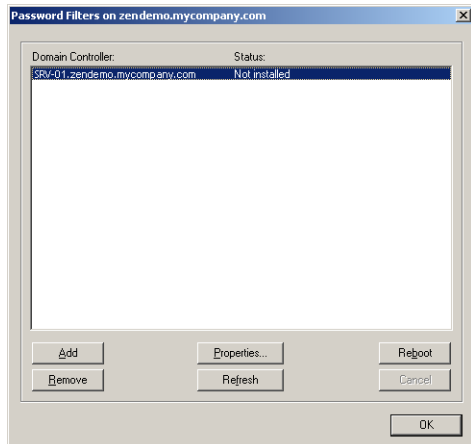 Password Filters on zendemo.mycompany.com
Domain Controller: Status:
SRV-01.zendemo.mycompany.com Not installed
Add Properties... Reboot
Remove Refresh Cancel
OK